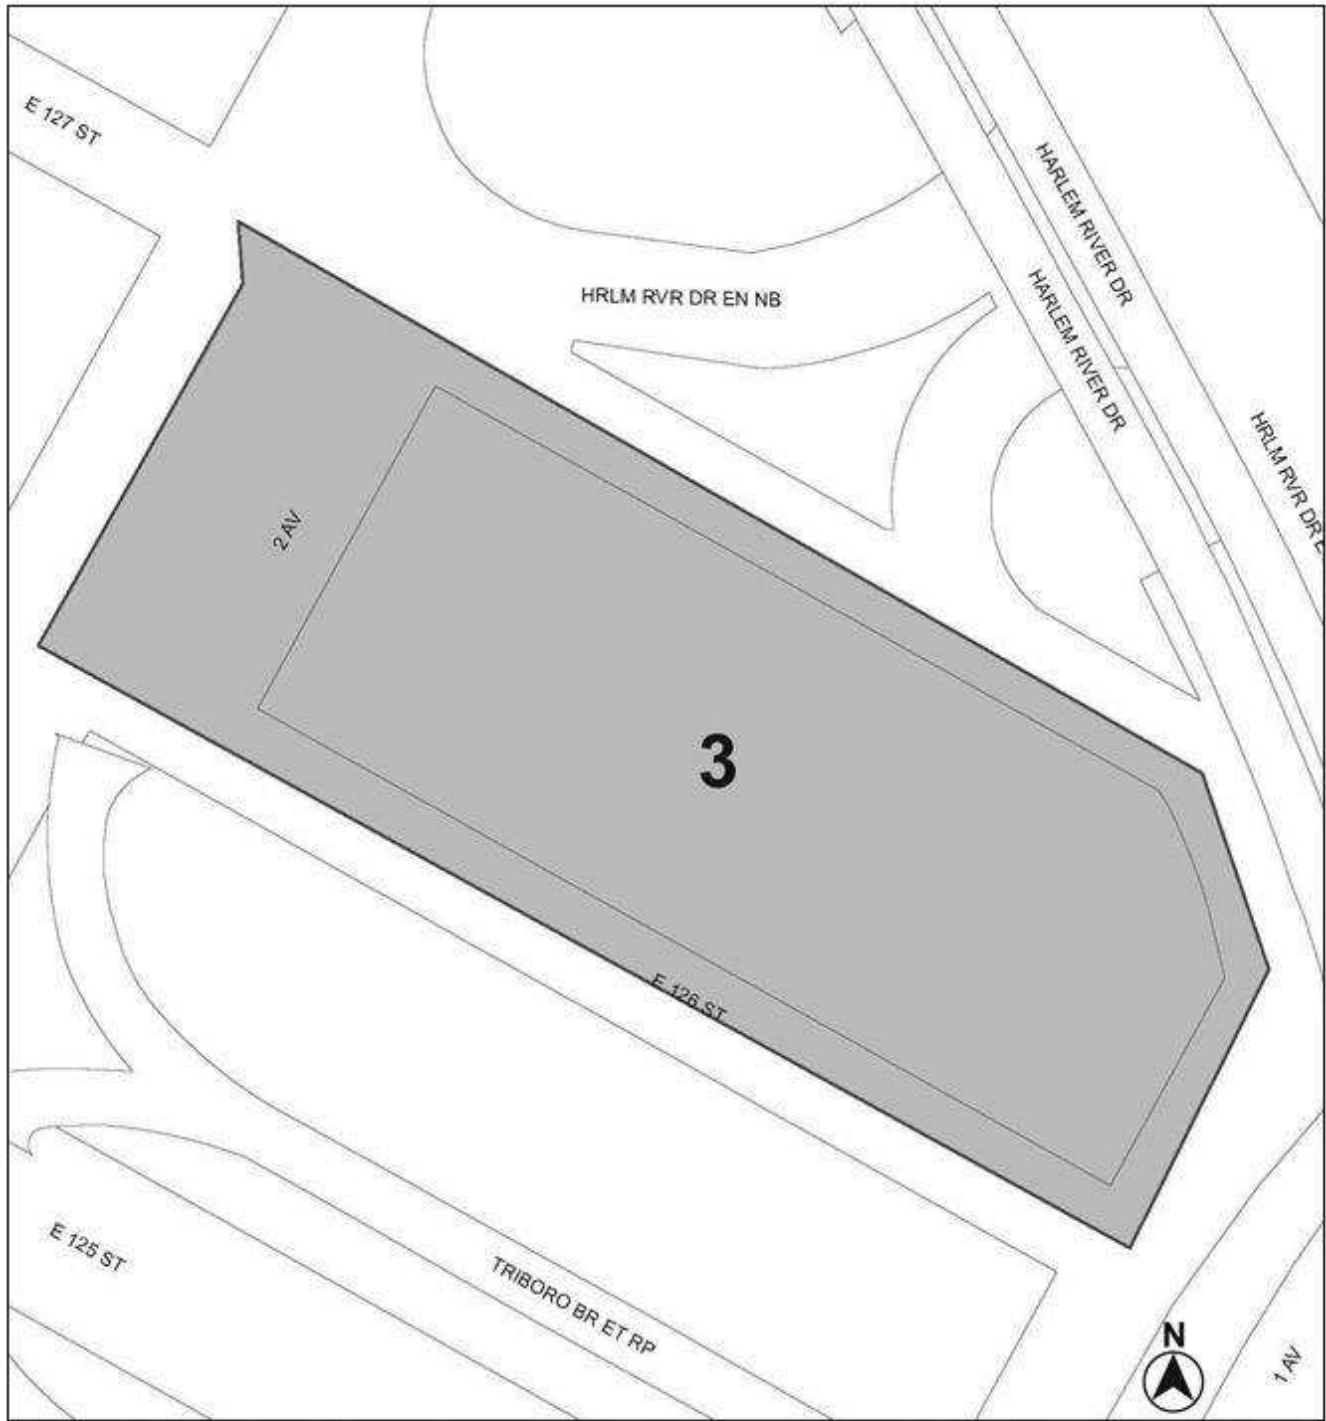 E 127 ST
HARLEM RIVER DR
HRLM RVR DR EN NB
HARLEM RIVER DR
HRLM RVR DR E
2 AV
3
E 126 ST
E 125 ST
TRIBORO BR ET RP
N
1 AV